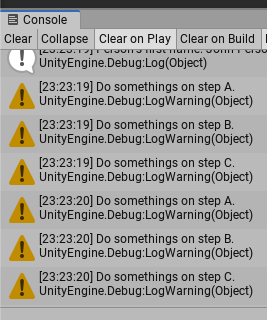 Console
Clear Collapse Clear on Play Clear on Build
[23:23:19] Person's first name: John Perso
UnityEngine.Debug:Log(Object)
[23:23:19] Do somethings on step A.
UnityEngine.Debug:LogWarning(Object)
[23:23:19] Do somethings on step B.
UnityEngine.Debug:LogWarning(Object)
[23:23:19] Do somethings on step C.
UnityEngine.Debug:LogWarning(Object)
[23:23:20] Do somethings on step A.
UnityEngine.Debug:LogWarning(Object)
[23:23:20] Do somethings on step B.
UnityEngine.Debug:LogWarning(Object)
[23:23:20] Do somethings on step C.
UnityEngine.Debug:LogWarning(Object)